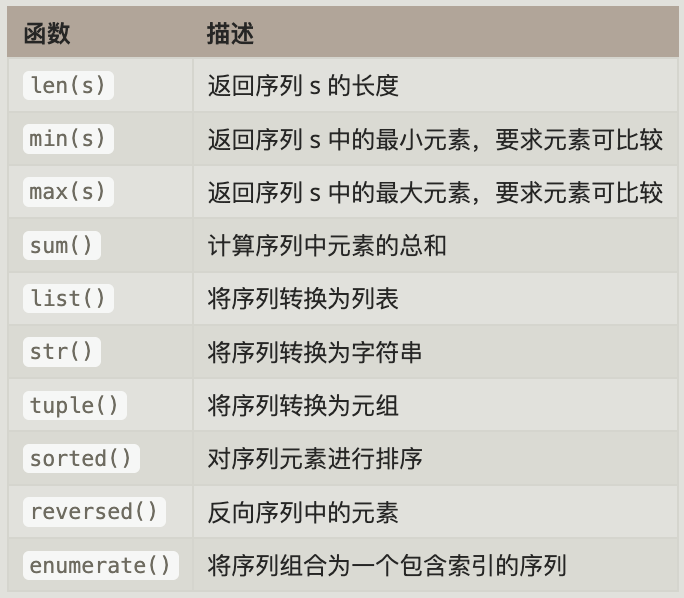 函数 描述
len(s) 返回序列 s 的长度
min(s) 返回序列 s 中的最小元素，要求元素可比较
max(s) 返回序列 s 中的最大元素，要求元素可比较
sum() 计算序列中元素的总和
list() 将序列转换为列表
str() 将序列转换为字符串
tuple() 将序列转换为元组
sorted() 对序列元素进行排序
reversed() 反向序列中的元素
enumerate() 将序列组合为一个包含索引的序列